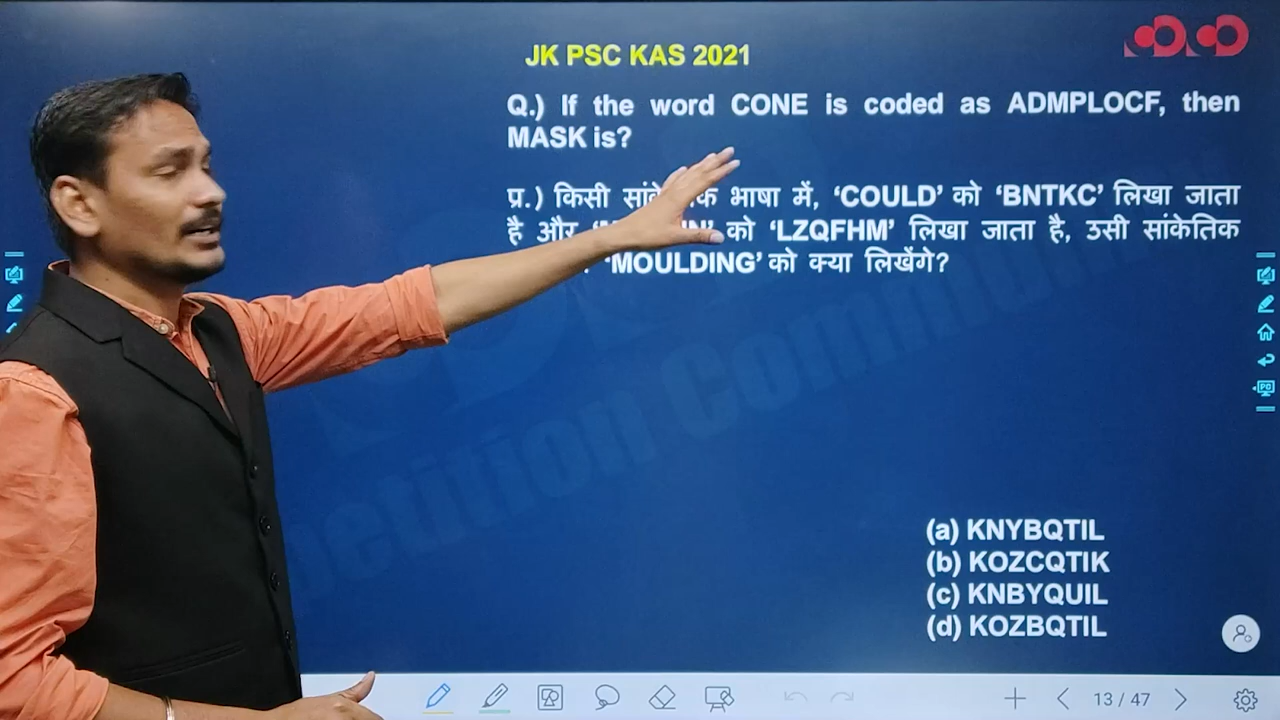 JK PSC KAS 2021
Q.) If the word CONE is coded as ADMPLOCF, then
MASK is?
प्र.) किसी में, ‘COULD’ को ‘BNTKC’ लिखा जाता
है और को ‘LZQFHM’ लिखा जाता है, उसी सांकेतिक
‘MOULDING’ को क्या लिखेंगे?
(a) KNYBQTIL
(b) KOZCQTIK
(c) KNBYQUIL
(d) KOZBQTIL
13 / 47